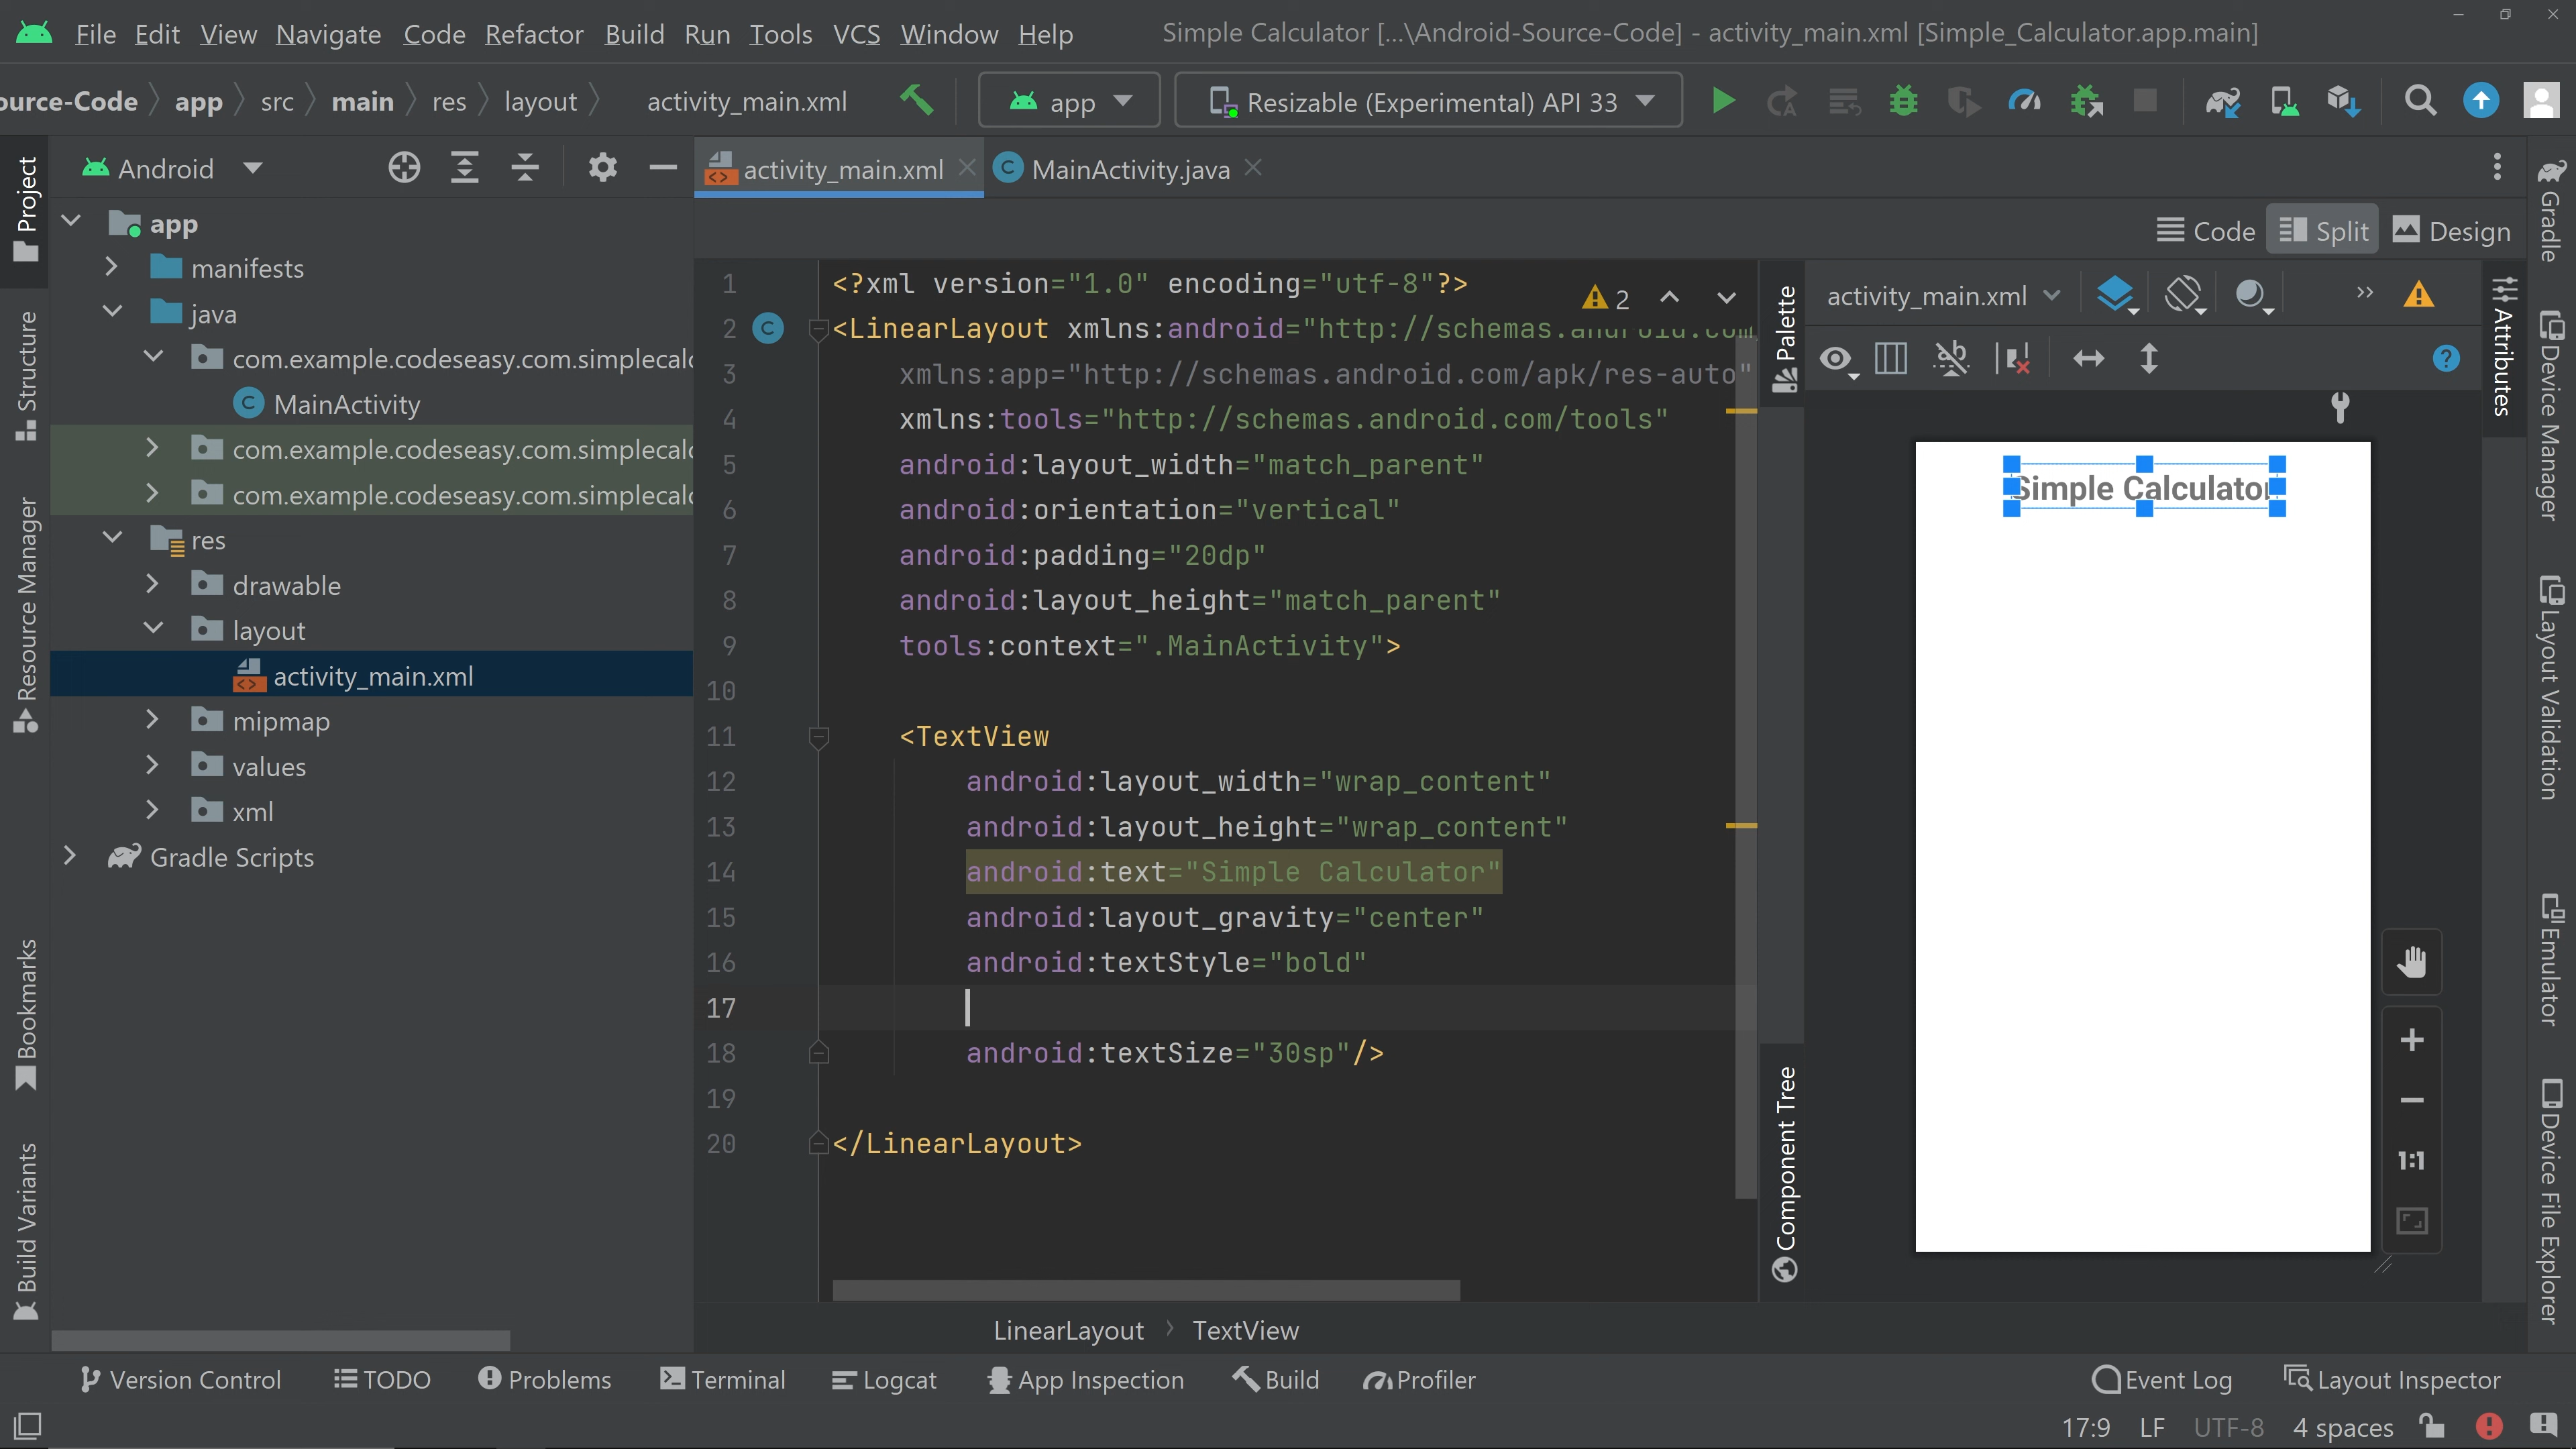 File Edit View Navigate Code Refactor Build Run Tools VCS Window Help Simple Calculator [...\Android-Source-Code] - activity_main.xml [Simple_Calculator.app.main]
ource-Code app src main res layout activity_main.xml app Resizable (Experimental) API 33
Project
Structure
Resource Manager
Bookmarks
Build Variants
Android
app
manifests
java
com.example.codeseasy.com.simplecalc
MainActivity
com.example.codeseasy.com.simplecalc
com.example.codeseasy.com.simplecalc
res
drawable
layout
activity_main.xml
mipmap
values
xml
Gradle Scripts
activity_main.xml MainActivity.java
Code Split Design
1 <?xml version="1.0" encoding="utf-8"?>
2 <LinearLayout xmlns:android="http://schemas.android.com
3 xmlns:app="http://schemas.android.com/apk/res-auto"
4 xmlns:tools="http://schemas.android.com/tools"
5 android:layout_width="match_parent"
6 android:orientation="vertical"
7 android:padding="20dp"
8 android:layout_height="match_parent"
9 tools:context=".MainActivity">
10
11 <TextView
12 android:layout_width="wrap_content"
13 android:layout_height="wrap_content"
14 android:text="Simple Calculator"
15 android:layout_gravity="center"
16 android:textStyle="bold"
17
18 android:textSize="30sp"/>
19
20 </LinearLayout>
2
LinearLayout TextView
Palette
Component Tree
activity_main.xml
Simple Calculator
1:1
Attributes
Gradle
Device Manager
Layout Validation
Emulator
Device File Explorer
Version Control TODO Problems Terminal Logcat App Inspection Build Profiler Event Log Layout Inspector
17:9 LF UTF-8 4 spaces